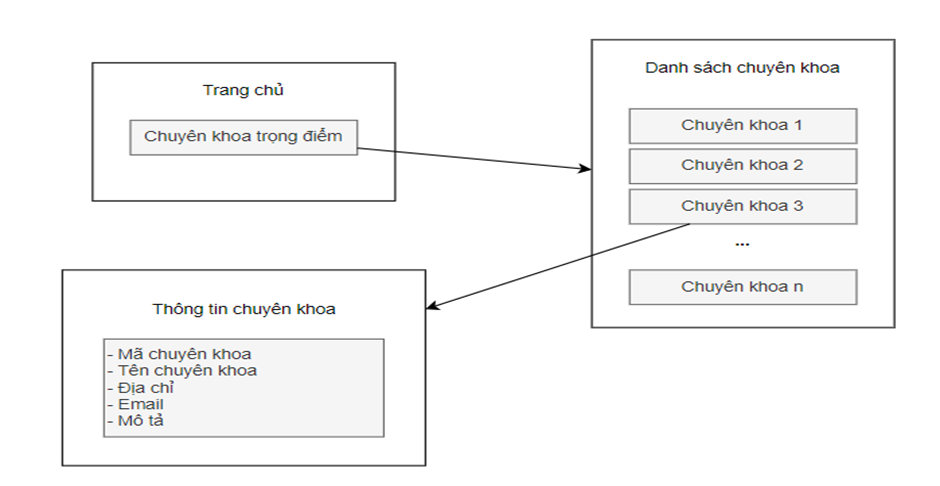 Trang chủ
Chuyên khoa trọng điểm
Danh sách chuyên khoa
Chuyên khoa 1
Chuyên khoa 2
Chuyên khoa 3
...
Chuyên khoa n
Thông tin chuyên khoa
- Mã chuyên khoa
- Tên chuyên khoa
- Địa chỉ
- Email
- Mô tả